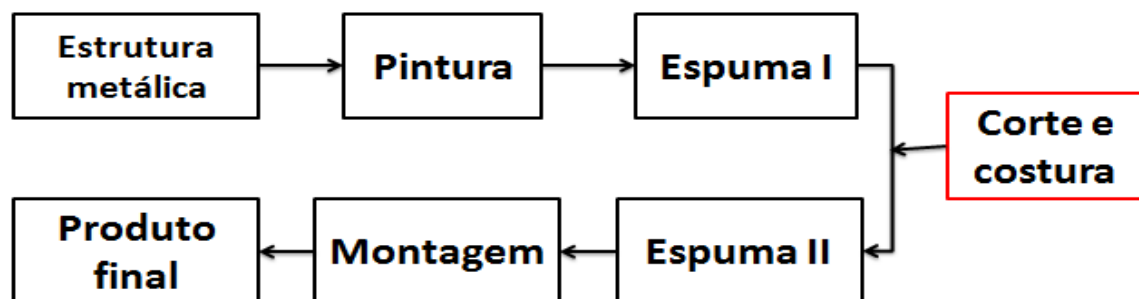 Estrutura
metálica
Pintura
Espuma I
Corte e
costura
Produto
final
Montagem
Espuma II